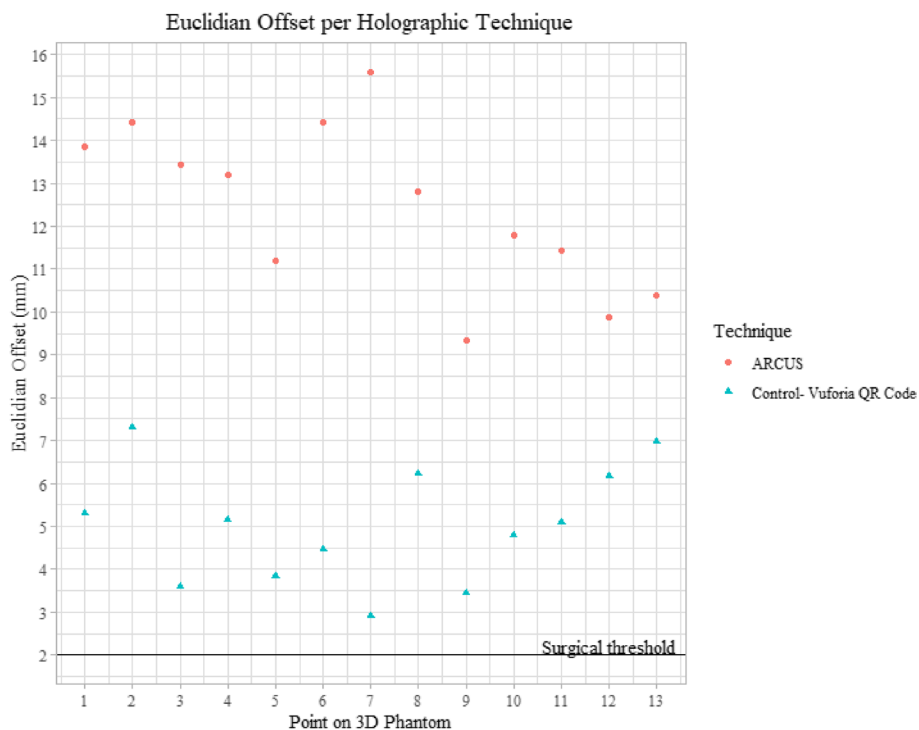 Euclidian Offset per Holographic Technique
16
15
14
13
12
11
10
9
8
7
6
5
4
3
2
Euclidian Offset (mm)
Surgical threshold
1 2 3 4 5 6 7 8 9 10 11 12 13
Point on 3D Phantom
Technique
ARCUS
Control- Vuforia QR Code